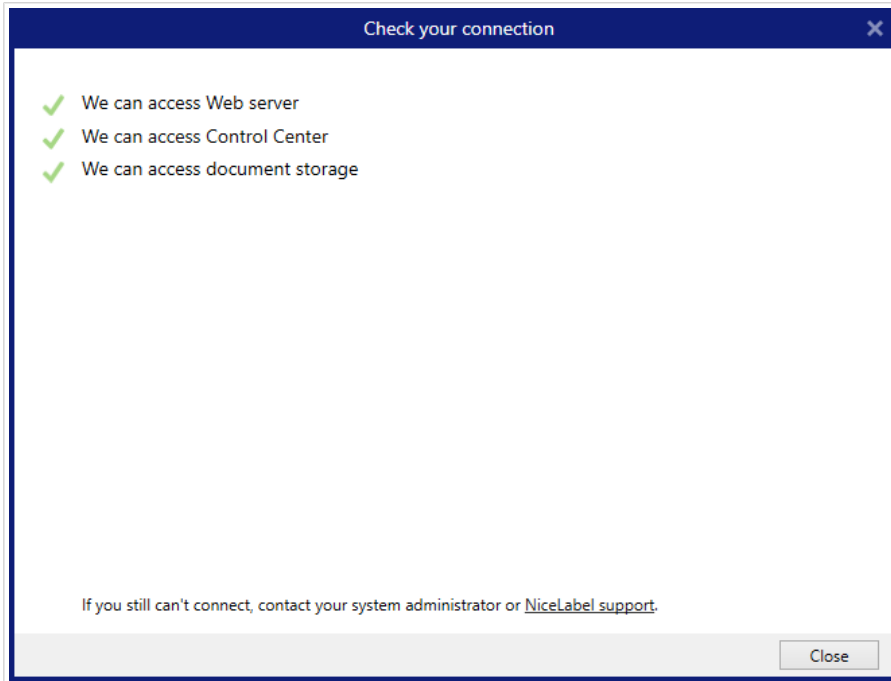 Check your connection
We can access Web server
We can access Control Center
We can access document storage
If you still can't connect, contact your system administrator or NiceLabel support.
Close